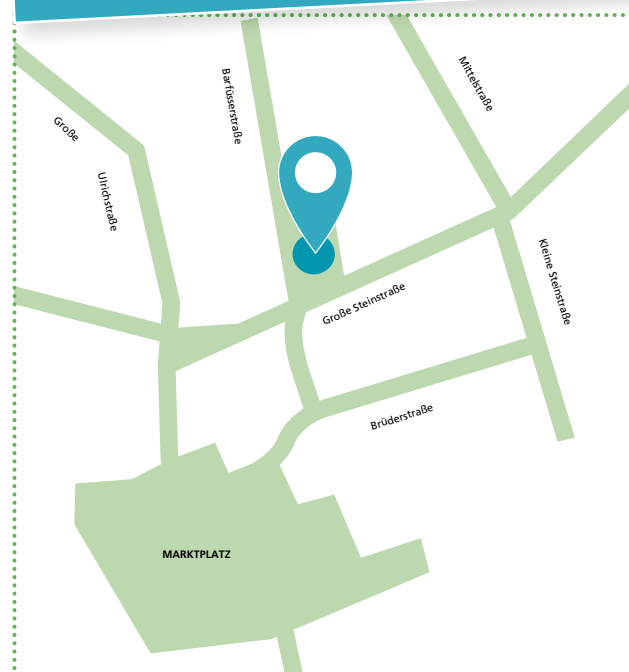 Große
Ulrichstraße
Barfüsserstraße
Mittelstraße
Kleine Steinstraße
Große Steinstraße
Brüderstraße
MARKTPLATZ